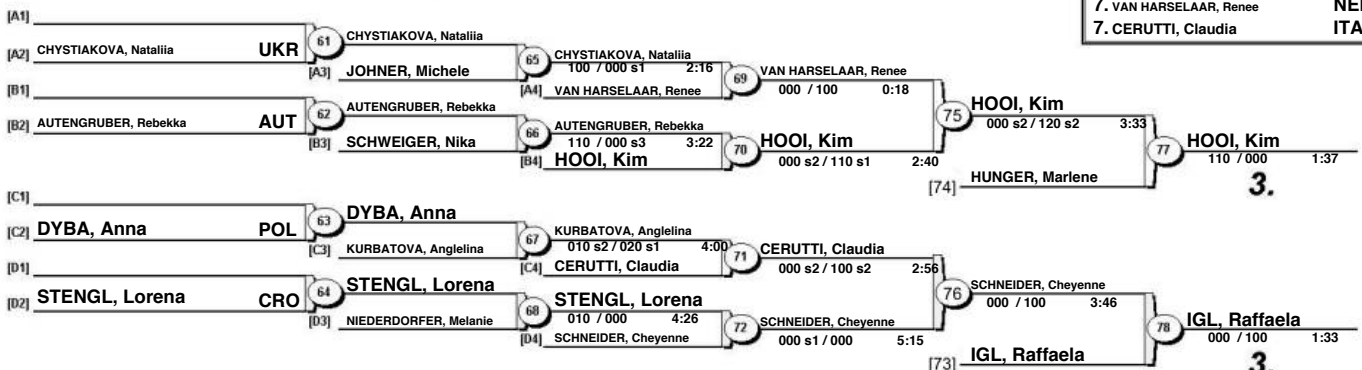 7. VAN HARSELAAR, Renee
7. CERUTTI, Claudia ITA
[A1]
[A2] CHYSTIAKOVA, Nataliia UKR
61
CHYSTIAKOVA, Nataliia
[A3] JOHNER, Michele
65
CHYSTIAKOVA, Nataliia
100 / 000 s1 2:16
[A4] VAN HARSELAAR, Renee
69
VAN HARSELAAR, Renee
000 / 100 0:18
[B1]
[B2] AUTENGRUBER, Rebekka AUT
62
AUTENGRUBER, Rebekka
[B3] SCHWEIGER, Nika
66
AUTENGRUBER, Rebekka
110 / 000 s3 3:22
[B4] HOOI, Kim
70
HOOI, Kim
000 s2 / 110 s1 2:40
75
HOOI, Kim
000 s2 / 120 s2 3:33
[74] HUNGER, Marlene
77
HOOI, Kim
110 / 000 1:37
3.
[C1]
[C2] DYBA, Anna POL
63
DYBA, Anna
[C3] KURBATOVA, Anglelina
67
KURBATOVA, Anglelina
010 s2 / 020 s1 4:00
[C4] CERUTTI, Claudia
71
CERUTTI, Claudia
000 s2 / 100 s2 2:56
[D1]
[D2] STENGL, Lorena CRO
64
STENGL, Lorena
[D3] NIEDERDORFER, Melanie
68
STENGL, Lorena
010 / 000 4:26
[D4] SCHNEIDER, Cheyenne
72
SCHNEIDER, Cheyenne
000 s1 / 000 5:15
76
SCHNEIDER, Cheyenne
000 / 100 3:46
[73] IGL, Raffaela
78
IGL, Raffaela
000 / 100 1:33
3.